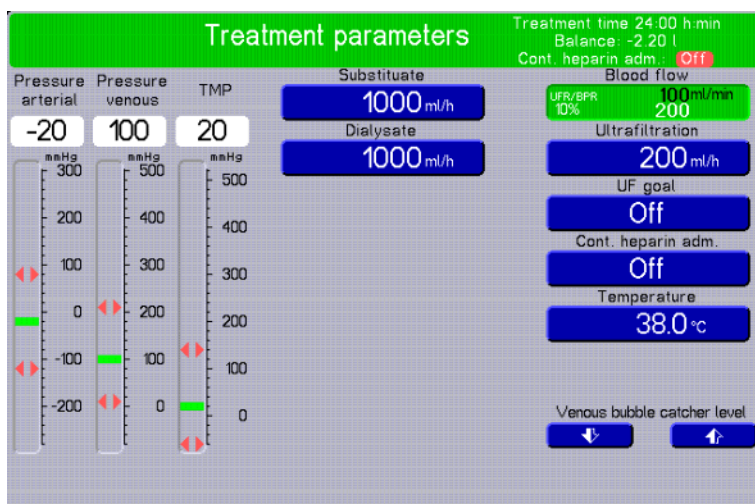 Treatment parameters
Treatment time 24:00 h:min
Balance: -2.20 l
Cont. heparin adm.: Off
Pressure arterial
Pressure venous
TMP
-20
100
20
mmHg
300
200
100
0
-100
-200
mmHg
500
400
300
200
100
0
500
400
300
200
100
0
Substituate
1000 ml/h
Dialysate
1000 ml/h
Blood flow
UFR/BPR 100 ml/min
10% 200
Ultrafiltration
200 ml/h
UF goal
Off
Cont. heparin adm.
Off
Temperature
38.0 °C
Venous bubble catcher level